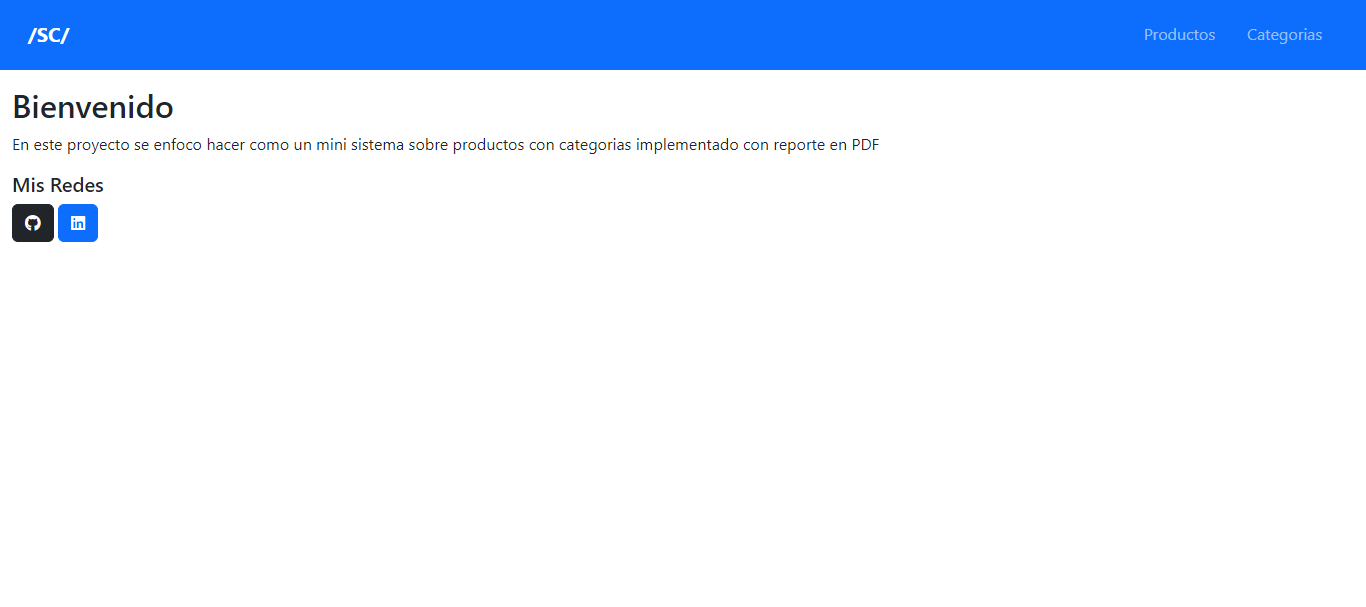 /SC/
Productos
Categorias
Bienvenido
En este proyecto se enfoco hacer como un mini sistema sobre productos con categorias implementado con reporte en PDF
Mis Redes
in